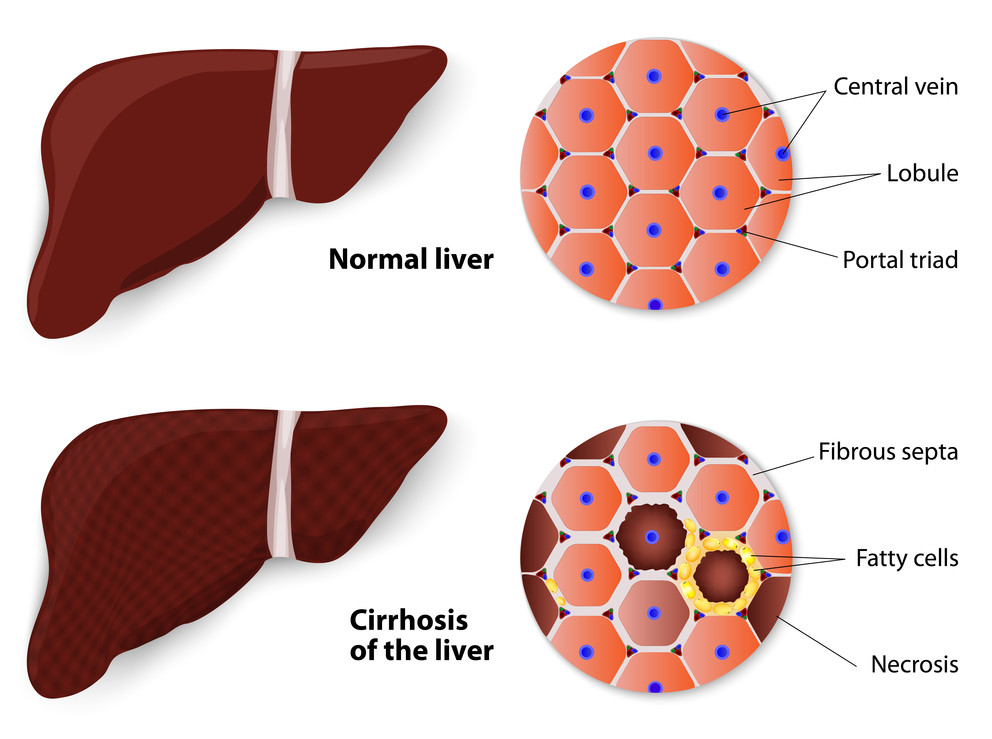 Central vein
Lobule
Normal liver
Portal triad
Fibrous septa
Fatty cells
Cirrhosis
of the liver
Necrosis